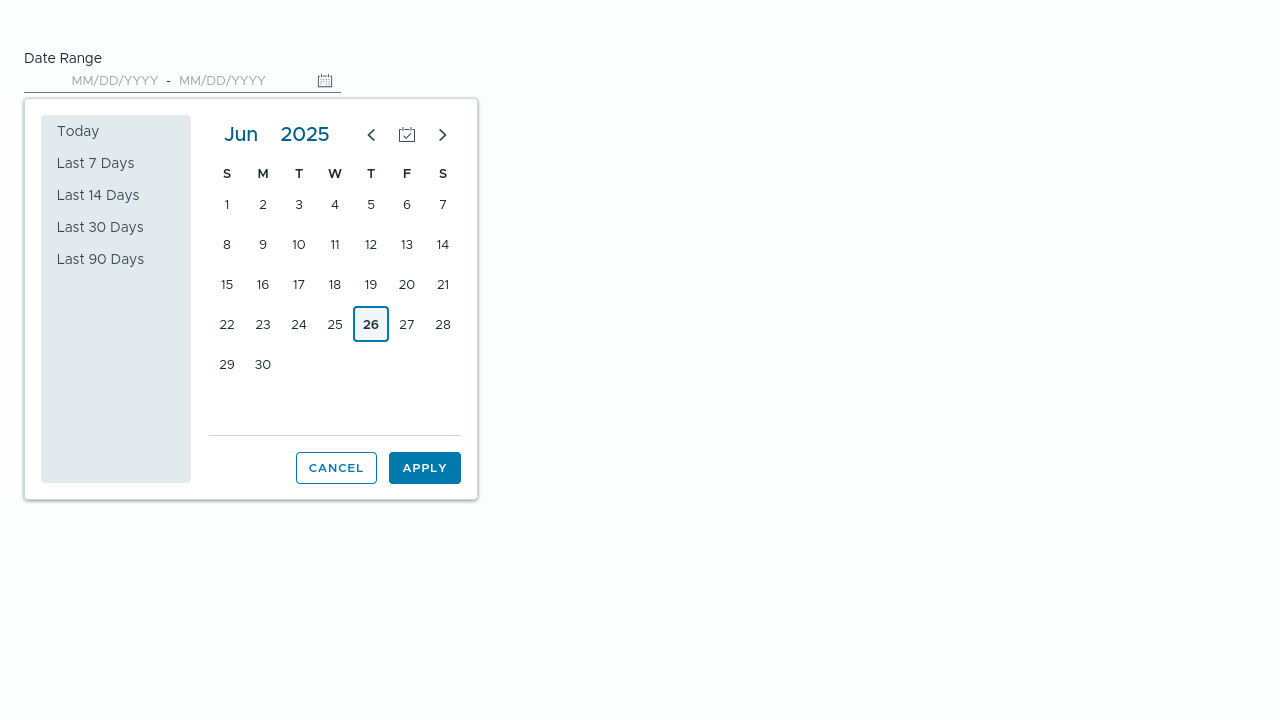 Date Range
MM/DD/YYYY - MM/DD/YYYY
Today
Last 7 Days
Last 14 Days
Last 30 Days
Last 90 Days
Jun 2025
S M T W T F S
1 2 3 4 5 6 7
8 9 10 11 12 13 14
15 16 17 18 19 20 21
22 23 24 25 26 27 28
29 30
CANCEL APPLY